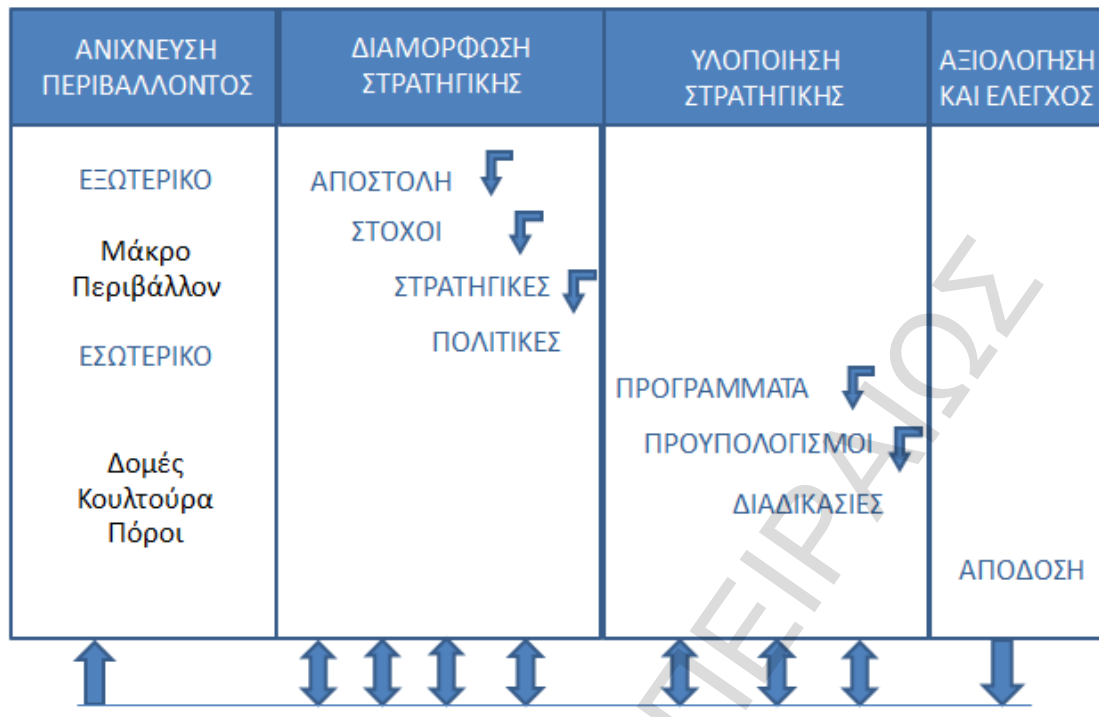 ΑΝΙΧΝΕΥΣΗ
ΠΕΡΙΒΑΛΛΟΝΤΟΣ
ΔΙΑΜΟΡΦΩΣΗ
ΣΤΡΑΤΗΓΙΚΗΣ
ΥΛΟΠΟΙΗΣΗ
ΣΤΡΑΤΗΓΙΚΗΣ
ΑΞΙΟΛΟΓΗΣΗ
ΚΑΙ ΕΛΕΓΧΟΣ
ΕΞΩΤΕΡΙΚΟ
Μάκρο
Περιβάλλον
ΕΣΩΤΕΡΙΚΟ
Δομές
Κουλτούρα
Πόροι
ΑΠΟΣΤΟΛΗ
ΣΤΟΧΟΙ
ΣΤΡΑΤΗΓΙΚΕΣ
ΠΟΛΙΤΙΚΕΣ
ΠΡΟΓΡΑΜΜΑΤΑ
ΠΡΟΥΠΟΛΟΓΙΣΜΟΙ
ΔΙΑΔΙΚΑΣΙΕΣ
ΑΠΟΔΟΣΗ
ΠΕΙΡΑΙΩΣ